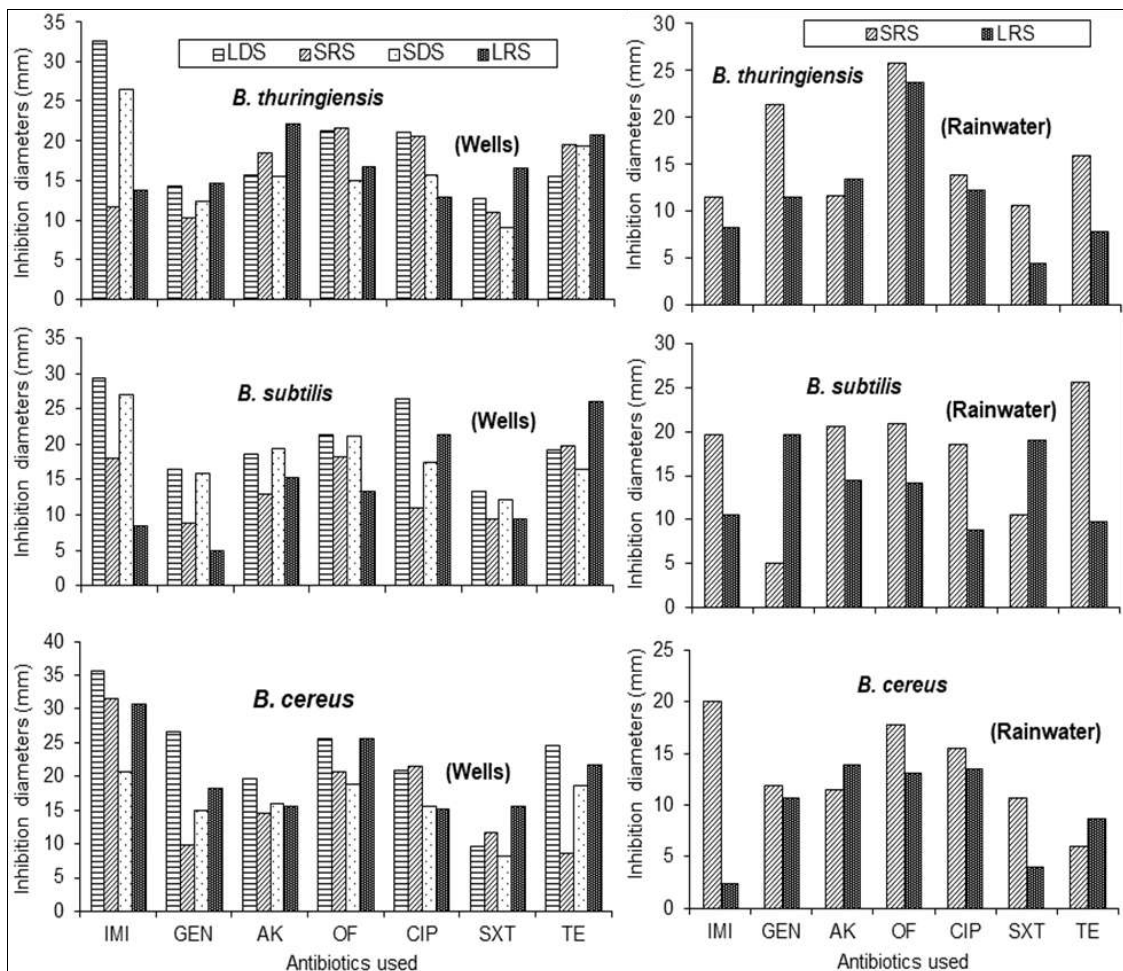 35
30
25
20
15
10
5
0
Inhibition diameters (mm)
LDS SRS SDS LRS
B. thuringiensis
(Wells)
30
25
20
15
10
5
0
Inhibition diameters (mm)
SRS LRS
B. thuringiensis
(Rainwater)
35
30
25
20
15
10
5
0
Inhibition diameters (mm)
B. subtilis
(Wells)
30
25
20
15
10
5
0
Inhibition diameters (mm)
B. subtilis
(Rainwater)
40
35
30
25
20
15
10
5
0
Inhibition diameters (mm)
B. cereus
(Wells)
IMI GEN AK OF CIP SXT TE
Antibiotics used
25
20
15
10
5
0
Inhibition diameters (mm)
B. cereus
(Rainwater)
IMI GEN AK OF CIP SXT TE
Antibiotics used